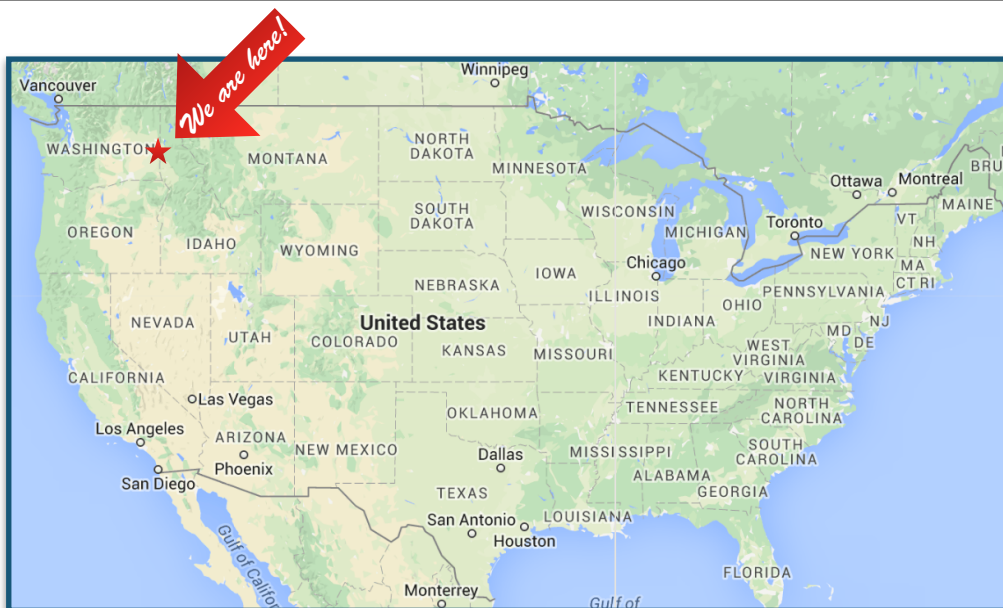 We are here!
Winnipeg
Vancouver
WASHINGTON
MONTANA
NORTH
DAKOTA
MINNESOTA
Ottawa
Montreal
BRU
MAINE
SOUTH
DAKOTA
WISCONSIN
MICHIGAN
Toronto
VT
NH
OREGON
IDAHO
WYOMING
NEW YORK
MA
CT RI
Chicago
IOWA
NEBRASKA
ILLINOIS
INDIANA
OHIO
PENNSYLVANIA
NJ
MD
DE
NEVADA
UTAH
COLORADO
United States
KANSAS
MISSOURI
WEST
VIRGINIA
KENTUCKY
VIRGINIA
CALIFORNIA
Las Vegas
OKLAHOMA
TENNESSEE
NORTH
CAROLINA
Los Angeles
ARIZONA
NEW MEXICO
Phoenix
San Diego
Dallas
MISSISSIPPI
ALABAMA
SOUTH
CAROLINA
GEORGIA
TEXAS
San Antonio
Houston
LOUISIANA
Gulf of Califor
FLORIDA
Monterrey
Gulf of